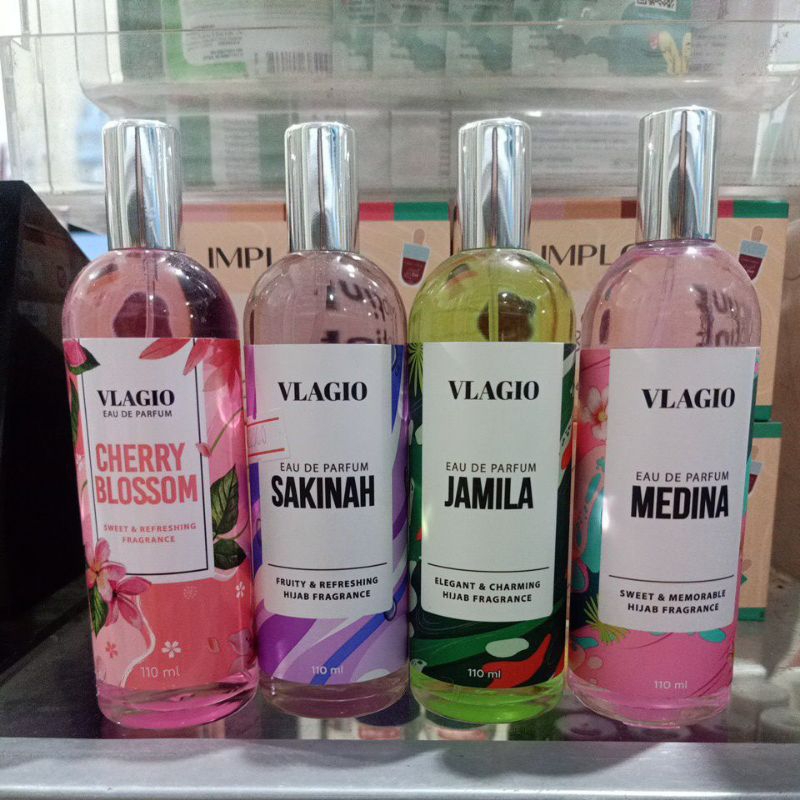 IMPL
IMPL
VLAGIO
EAU DE PARFUM
CHERRY
BLOSSOM
SWEET & REFRESHING
FRAGRANCE
110 ml
VLAGIO
EAU DE PARFUM
SAKINAH
FRUITY & REFRESHING
HIJAB FRAGRANCE
110 ml
VLAGIO
EAU DE PARFUM
JAMILA
ELEGANT & CHARMING
HIJAB FRAGRANCE
110 ml
VLAGIO
EAU DE PARFUM
MEDINA
SWEET & MEMORABLE
HIJAB FRAGRANCE
110 ml